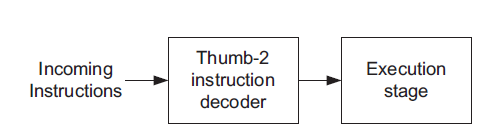 Incoming
Instructions
Thumb-2
instruction
decoder
Execution
stage